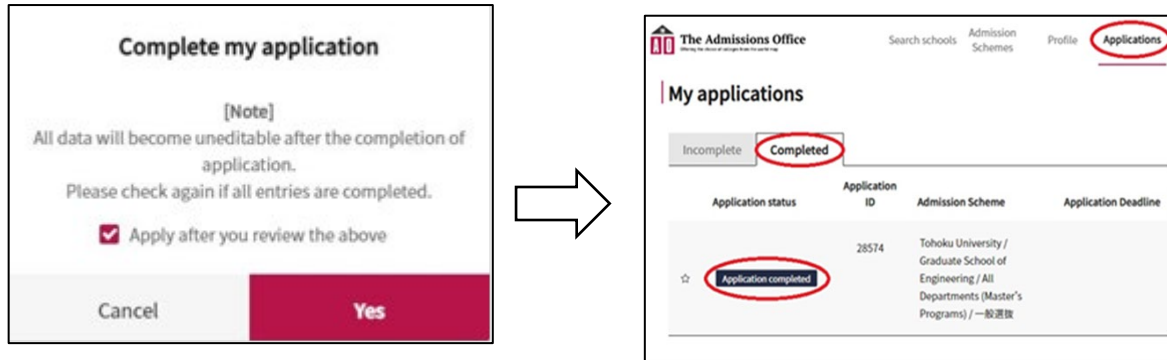 Complete my application
[Note]
All data will become uneditable after the completion of
application.
Please check again if all entries are completed.
Apply after you review the above
Cancel
Yes
The Admissions Office
Search schools
Admission
Schemes
Profile
Applications
My applications
Incomplete
Completed
Application status
Application
ID
Admission Scheme
Application Deadline
Application completed
28574
Tohoku University /
Graduate School of
Engineering / All
Departments (Master's
Programs) / 一般選抜